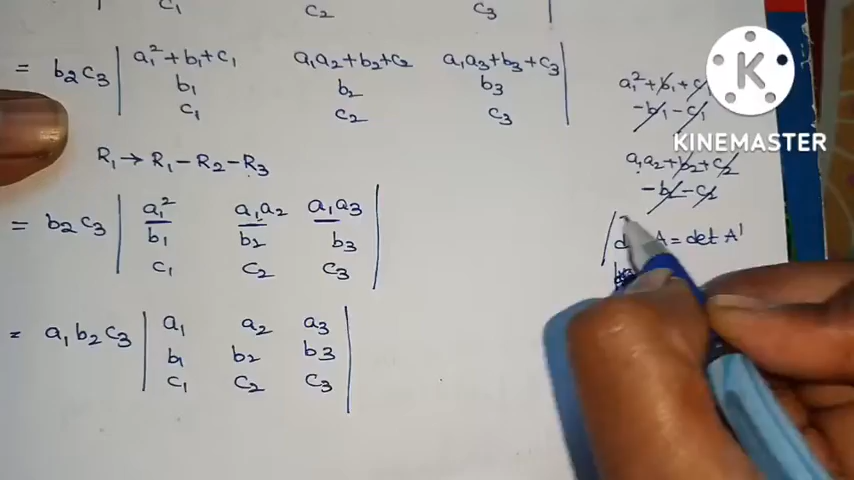 c₁ c₂ c₃
= b₂c₃ | a₁²+b₁+c₁ a₁a₂+b₂+c₂ a₁a₃+b₃+c₃ |
b₁ b₂ b₃
c₁ c₂ c₃
R₁→R₁-R₂-R₃
= b₂c₃ | a₁² a₁a₂ a₁a₃ |
b₁ b₂ b₃
c₁ c₂ c₃
= a₁b₂c₃ | a₁ a₂ a₃ |
b₁ b₂ b₃
c₁ c₂ c₃
a₁²+b₁+c₁
-b₁-c₁
a₁a₂+b₂+c₂
-b₂-c₂
A=det A'
K
KINEMASTER